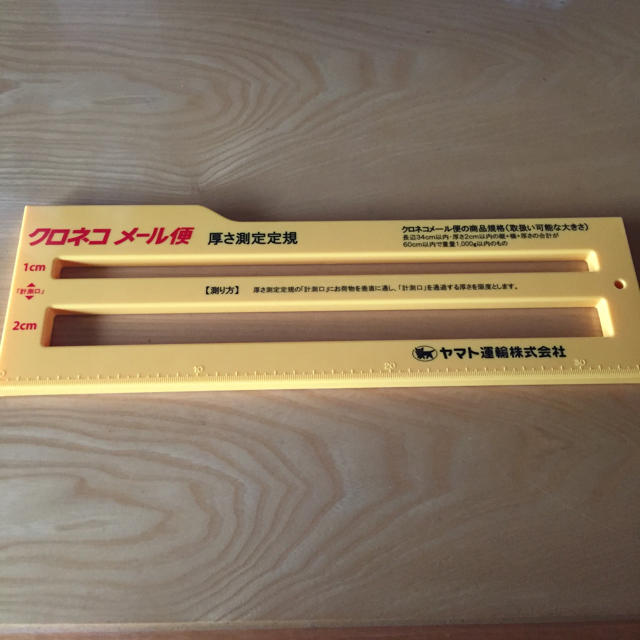 クロネコ メール便 厚さ測定定規
クロネコメール便の商品規格(取扱い可能な大きさ)
長辺34cm以内・厚さ2cm以内の縦+横+厚さの合計が
60cm以内で重量1,000g以内のもの
1cm
「計測口」
【測り方】 厚さ測定定規の「計測口」にお荷物を垂直に通し、「計測口」を通過する厚さを限度とします。
2cm
ヤマト運輸株式会社
0 10 20 30